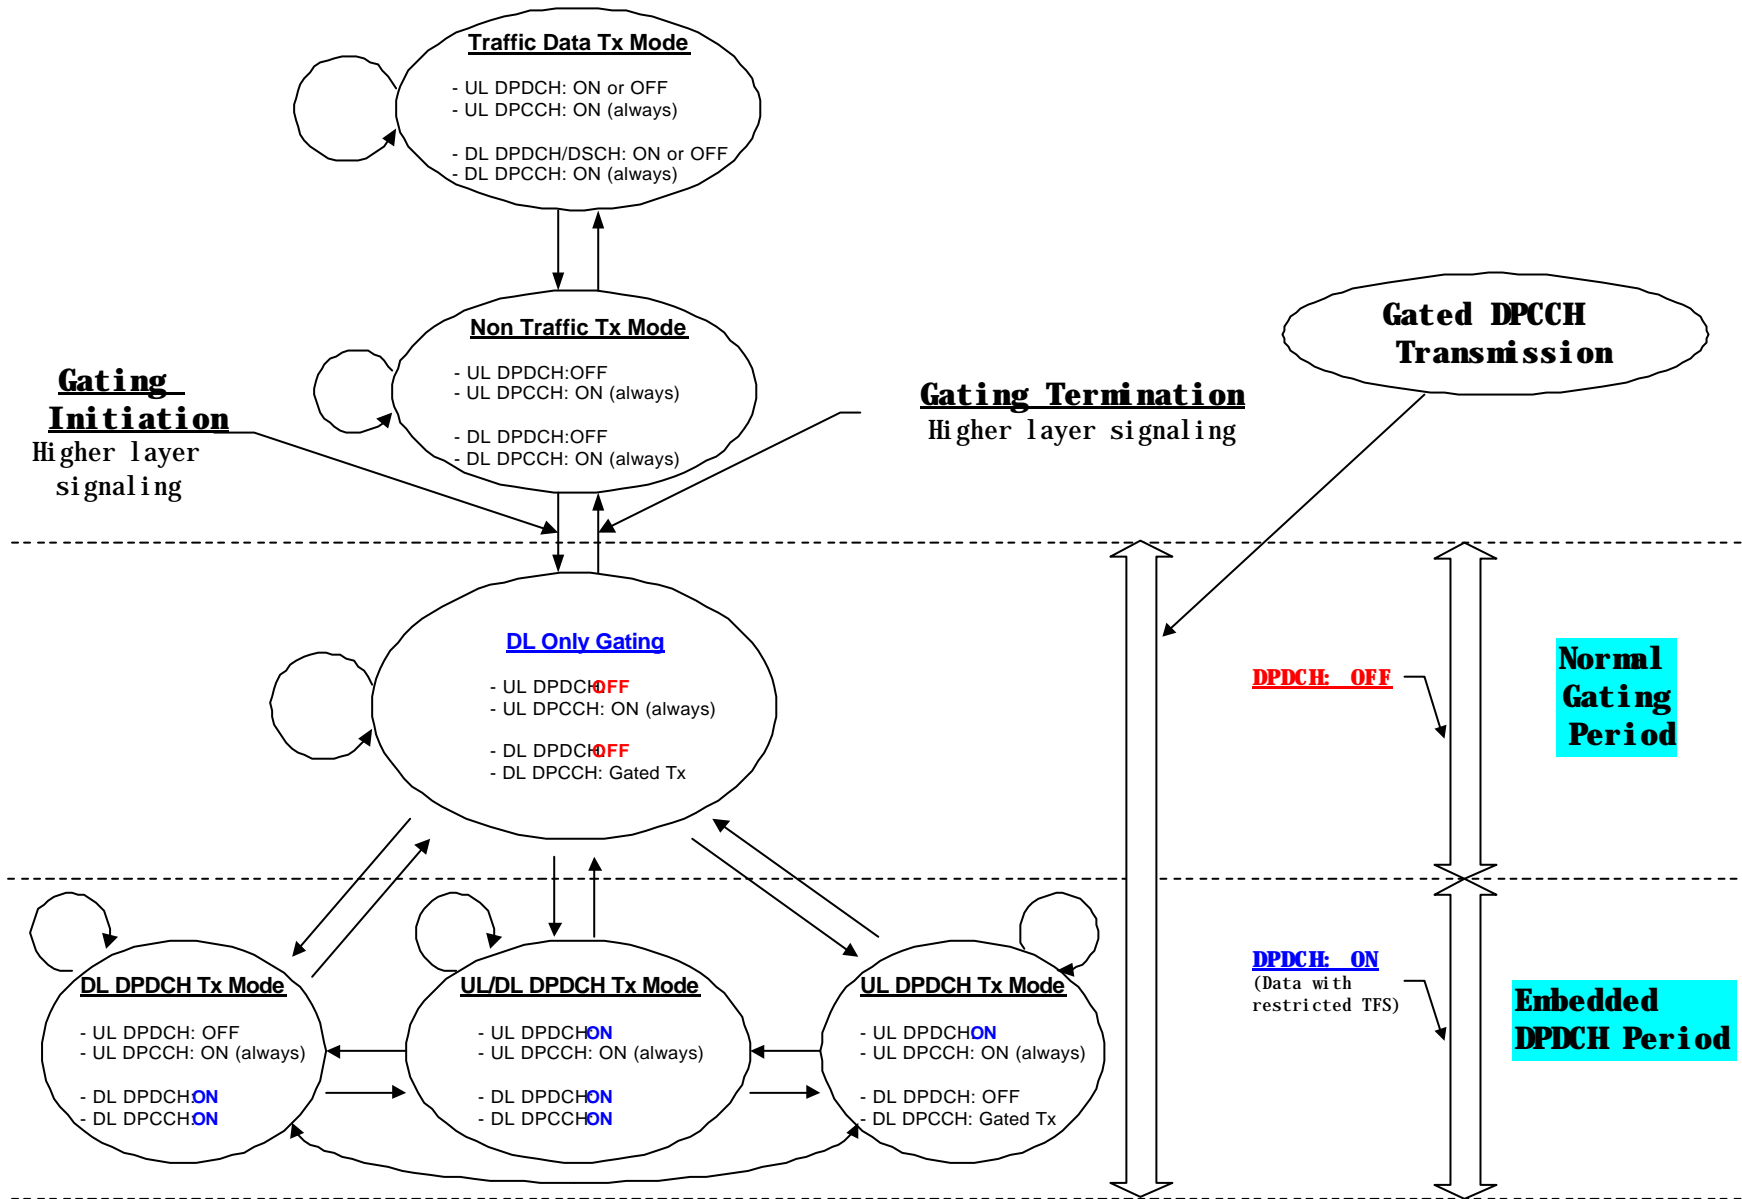 Traffic Data Tx Mode
- UL DPDCH: ON or OFF
- UL DPCCH: ON (always)
- DL DPDCH/DSCH: ON or OFF
- DL DPCCH: ON (always)
Non Traffic Tx Mode
- UL DPDCH:OFF
- UL DPCCH: ON (always)
- DL DPDCH:OFF
- DL DPCCH: ON (always)
Gating
Initiation
Higher layer
signaling
Gating Termination
Higher layer signaling
Gated DPCCH
Transmission
DL Only Gating
- UL DPDCH:OFF
- UL DPCCH: ON (always)
- DL DPDCH:OFF
- DL DPCCH: Gated Tx
DPDCH: OFF
Normal
Gating
Period
DL DPDCH Tx Mode
- UL DPDCH: OFF
- UL DPCCH: ON (always)
- DL DPDCH:ON
- DL DPCCH:ON
UL/DL DPDCH Tx Mode
- UL DPDCH:ON
- UL DPCCH: ON (always)
- DL DPDCH:ON
- DL DPCCH:ON
UL DPDCH Tx Mode
- UL DPDCH:ON
- UL DPCCH: ON (always)
- DL DPDCH: OFF
- DL DPCCH: Gated Tx
DPDCH: ON
(Data with
restricted TFS)
Embedded
DPDCH Period